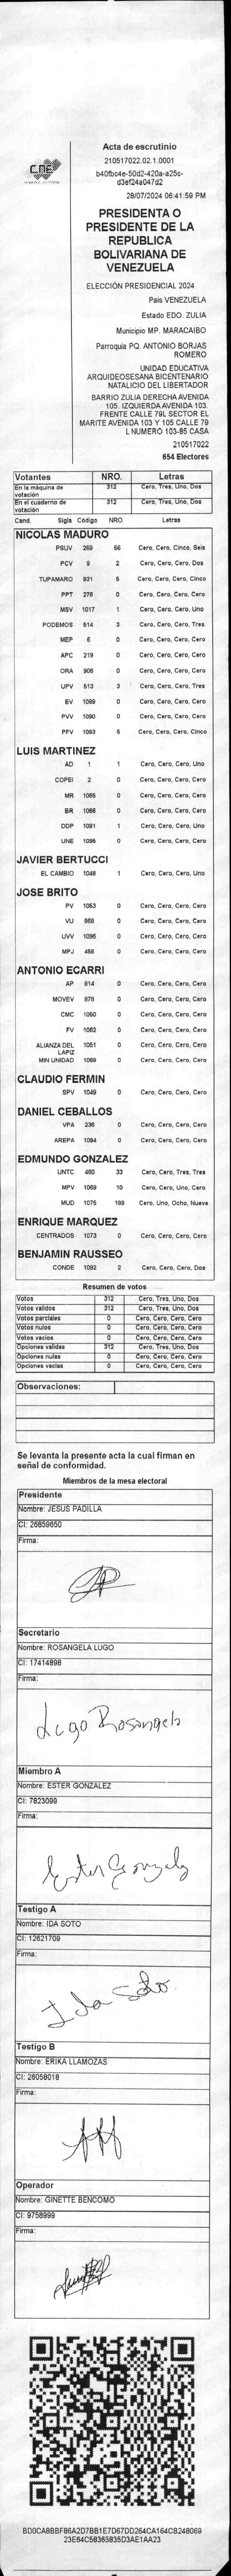 CNE
Acta de escrutinio
210517022.02.1.0001
b40fbc4e-50d2-420a-a25c-
d3ef24a047d2
28/07/2024 06:41:59 PM
PRESIDENTA O
PRESIDENTE DE LA
REPUBLICA
BOLIVARIANA DE
VENEZUELA
ELECCIÓN PRESIDENCIAL 2024
Pais VENEZUELA
Estado EDO. ZULIA
Municipio MP. MARACAIBO
Parroquia PQ. ANTONIO BORJAS
ROMERO
UNIDAD EDUCATIVA
ARQUIDEOSESANA BICENTENARIO
NATALICIO DEL LIBERTADOR
BARRIO ZULIA DERECHA AVENIDA
105. IZQUIERDA AVENIDA 103.
FRENTE CALLE 79L SECTOR EL
MARITE AVENIDA 103 Y 105 CALLE 79
L NUMERO 103-85 CASA
210517022
654 Electores
Votantes NRO. Letras
En la máquina de votación 312 Cero, Tres, Uno, Dos
En el cuaderno de votación 312 Cero, Tres, Uno, Dos
Cand. Sigla Código NRO. Letras
NICOLAS MADURO
PSUV 269 56 Cero, Cero, Cinco, Seis
PCV 9 2 Cero, Cero, Cero, Dos
TUPAMARO 931 5 Cero, Cero, Cero, Cinco
PPT 276 0 Cero, Cero, Cero, Cero
MSV 1017 1 Cero, Cero, Cero, Uno
PODEMOS 514 3 Cero, Cero, Cero, Tres
MEP 6 0 Cero, Cero, Cero, Cero
APC 219 0 Cero, Cero, Cero, Cero
ORA 906 0 Cero, Cero, Cero, Cero
UPV 513 3 Cero, Cero, Cero, Tres
EV 1089 0 Cero, Cero, Cero, Cero
PVV 1090 0 Cero, Cero, Cero, Cero
PFV 1093 5 Cero, Cero, Cero, Cinco
LUIS MARTINEZ
AD 1 1 Cero, Cero, Cero, Uno
COPEI 2 0 Cero, Cero, Cero, Cero
MR 1065 0 Cero, Cero, Cero, Cero
BR 1068 0 Cero, Cero, Cero, Cero
DDP 1091 1 Cero, Cero, Cero, Uno
UNE 1095 0 Cero, Cero, Cero, Cero
JAVIER BERTUCCI
EL CAMBIO 1048 1 Cero, Cero, Cero, Uno
JOSE BRITO
PV 1053 0 Cero, Cero, Cero, Cero
VU 868 0 Cero, Cero, Cero, Cero
UVV 1096 0 Cero, Cero, Cero, Cero
MPJ 458 0 Cero, Cero, Cero, Cero
ANTONIO ECARRI
AP 914 0 Cero, Cero, Cero, Cero
MOVEV 878 0 Cero, Cero, Cero, Cero
CMC 1050 0 Cero, Cero, Cero, Cero
FV 1062 0 Cero, Cero, Cero, Cero
ALIANZA DEL LAPIZ 1051 0 Cero, Cero, Cero, Cero
MIN UNIDAD 1068 0 Cero, Cero, Cero, Cero
CLAUDIO FERMIN
SPV 1049 0 Cero, Cero, Cero, Cero
DANIEL CEBALLOS
VPA 236 0 Cero, Cero, Cero, Cero
AREPA 1094 0 Cero, Cero, Cero, Cero
EDMUNDO GONZALEZ
UNTC 460 33 Cero, Cero, Tres, Tres
MPV 1069 10 Cero, Cero, Uno, Cero
MUD 1075 189 Cero, Uno, Ocho, Nueve
ENRIQUE MARQUEZ
CENTRADOS 1073 0 Cero, Cero, Cero, Cero
BENJAMIN RAUSSEO
CONDE 1092 2 Cero, Cero, Cero, Dos
Resumen de votos
Votos 312 Cero, Tres, Uno, Dos
Votos validos 312 Cero, Tres, Uno, Dos
Votos parciales 0 Cero, Cero, Cero, Cero
Votos nulos 0 Cero, Cero, Cero, Cero
Votos vacios 0 Cero, Cero, Cero, Cero
Opciones validas 312 Cero, Tres, Uno, Dos
Opciones nulas 0 Cero, Cero, Cero, Cero
Opciones vacias 0 Cero, Cero, Cero, Cero
Observaciones:
Se levanta la presente acta la cual firman en
señal de conformidad.
Miembros de la mesa electoral
Presidente
Nombre: JESUS PADILLA
CI: 26859650
Firma:
Secretario
Nombre: ROSANGELA LUGO
CI: 17414898
Firma:
Lugo Rosangela
Miembro A
Nombre: ESTER GONZALEZ
CI: 7823099
Firma:
Ester Gonzalez
Testigo A
Nombre: IDA SOTO
CI: 12621709
Firma:
Ida Soto
Testigo B
Nombre: ERIKA LLAMOZAS
CI: 26058018
Firma:
Operador
Nombre: GINETTE BENCOMO
CI: 9758999
Firma:
BD0CA8BBF86A2D7BB1E7D67DD264CA164CB248069
23E64C58365835D3AE1AA23